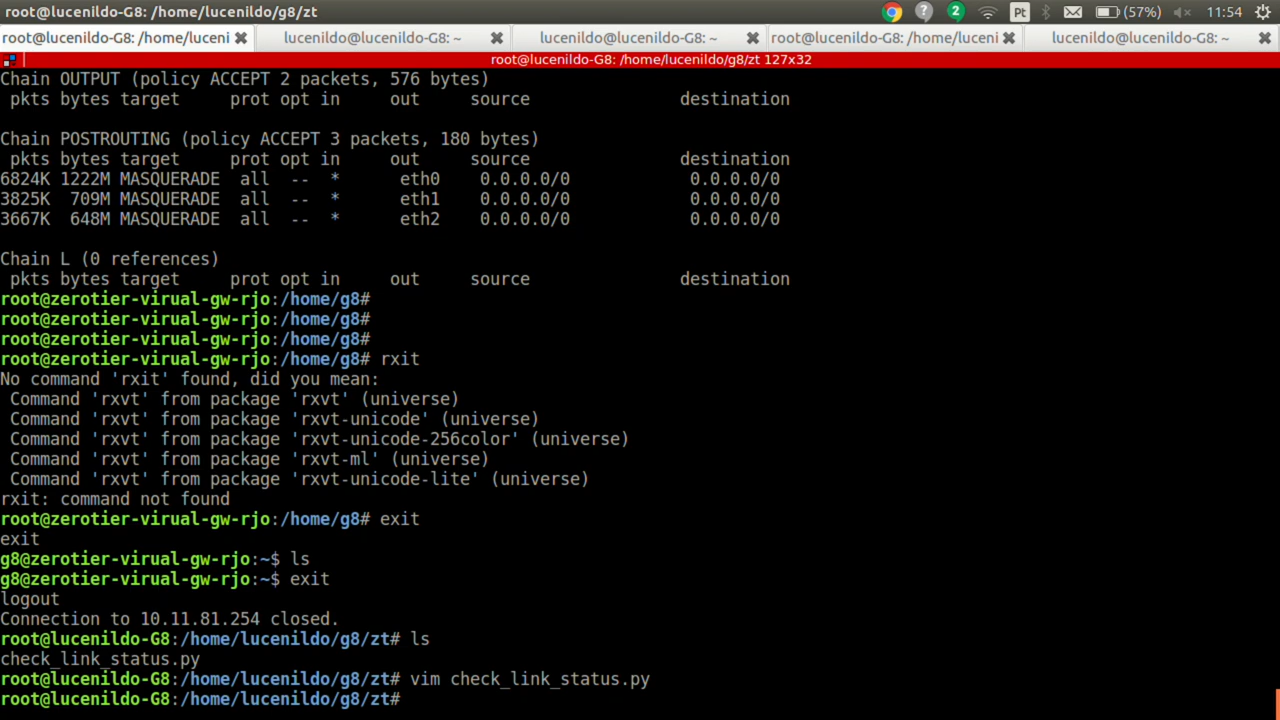 root@lucenildo-G8: /home/lucenildo/g8/zt
? 2 Pt (57%) 11:54
root@lucenildo-G8: /home/luceni lucenildo@lucenildo-G8: ~ lucenildo@lucenildo-G8: ~ root@lucenildo-G8: /home/luceni lucenildo@lucenildo-G8: ~
root@lucenildo-G8: /home/lucenildo/g8/zt 127x32
Chain OUTPUT (policy ACCEPT 2 packets, 576 bytes)
 pkts bytes target     prot opt in     out     source               destination

Chain POSTROUTING (policy ACCEPT 3 packets, 180 bytes)
 pkts bytes target     prot opt in     out     source               destination
6824K 1222M MASQUERADE  all  --  *      eth0    0.0.0.0/0            0.0.0.0/0
3825K  709M MASQUERADE  all  --  *      eth1    0.0.0.0/0            0.0.0.0/0
3667K  648M MASQUERADE  all  --  *      eth2    0.0.0.0/0            0.0.0.0/0

Chain L (0 references)
 pkts bytes target     prot opt in     out     source               destination
root@zerotier-virual-gw-rjo:/home/g8#
root@zerotier-virual-gw-rjo:/home/g8#
root@zerotier-virual-gw-rjo:/home/g8#
root@zerotier-virual-gw-rjo:/home/g8# rxit
No command 'rxit' found, did you mean:
 Command 'rxvt' from package 'rxvt' (universe)
 Command 'rxvt' from package 'rxvt-unicode' (universe)
 Command 'rxvt' from package 'rxvt-unicode-256color' (universe)
 Command 'rxvt' from package 'rxvt-ml' (universe)
 Command 'rxvt' from package 'rxvt-unicode-lite' (universe)
rxit: command not found
root@zerotier-virual-gw-rjo:/home/g8# exit
exit
g8@zerotier-virual-gw-rjo:~$ ls
g8@zerotier-virual-gw-rjo:~$ exit
logout
Connection to 10.11.81.254 closed.
root@lucenildo-G8:/home/lucenildo/g8/zt# ls
check_link_status.py
root@lucenildo-G8:/home/lucenildo/g8/zt# vim check_link_status.py
root@lucenildo-G8:/home/lucenildo/g8/zt#